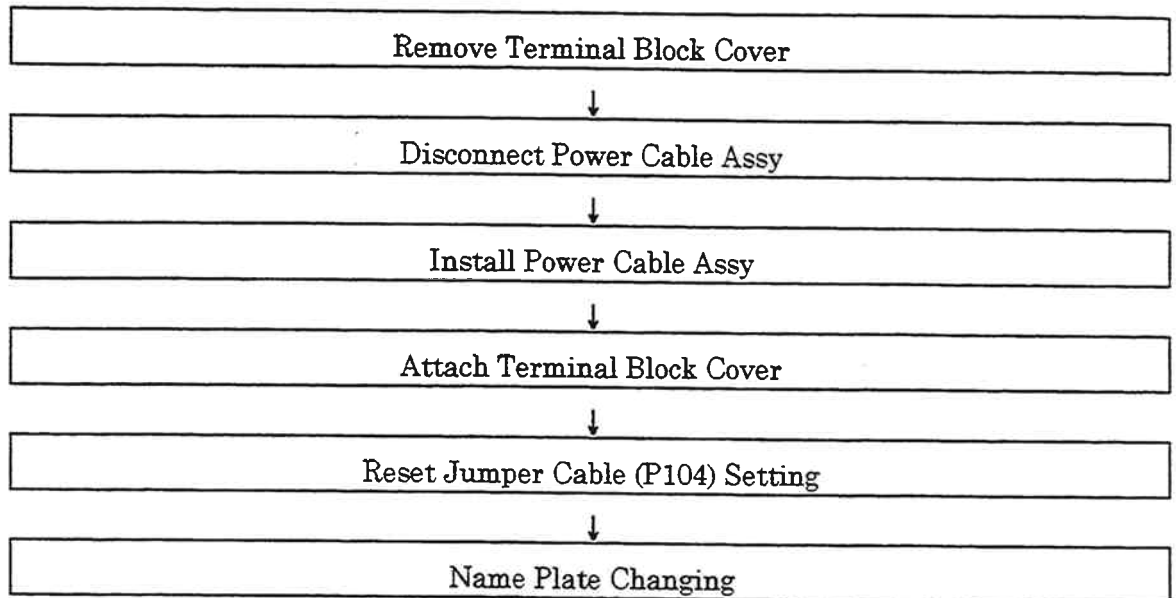 Remove Terminal Block Cover
↓
Disconnect Power Cable Assy
↓
Install Power Cable Assy
↓
Attach Terminal Block Cover
↓
Reset Jumper Cable (P104) Setting
↓
Name Plate Changing